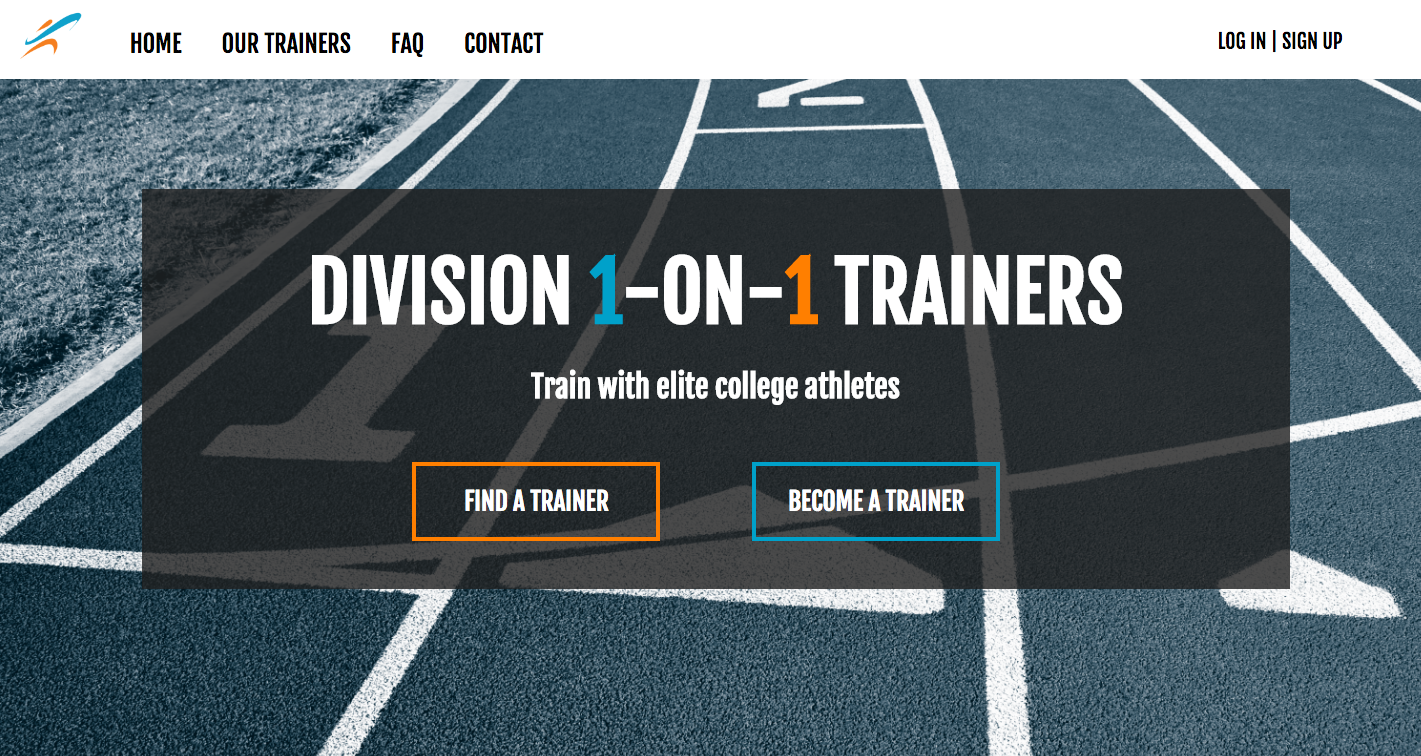 HOME OUR TRAINERS FAQ CONTACT LOG IN | SIGN UP
DIVISION 1-ON-1 TRAINERS
Train with elite college athletes
FIND A TRAINER BECOME A TRAINER